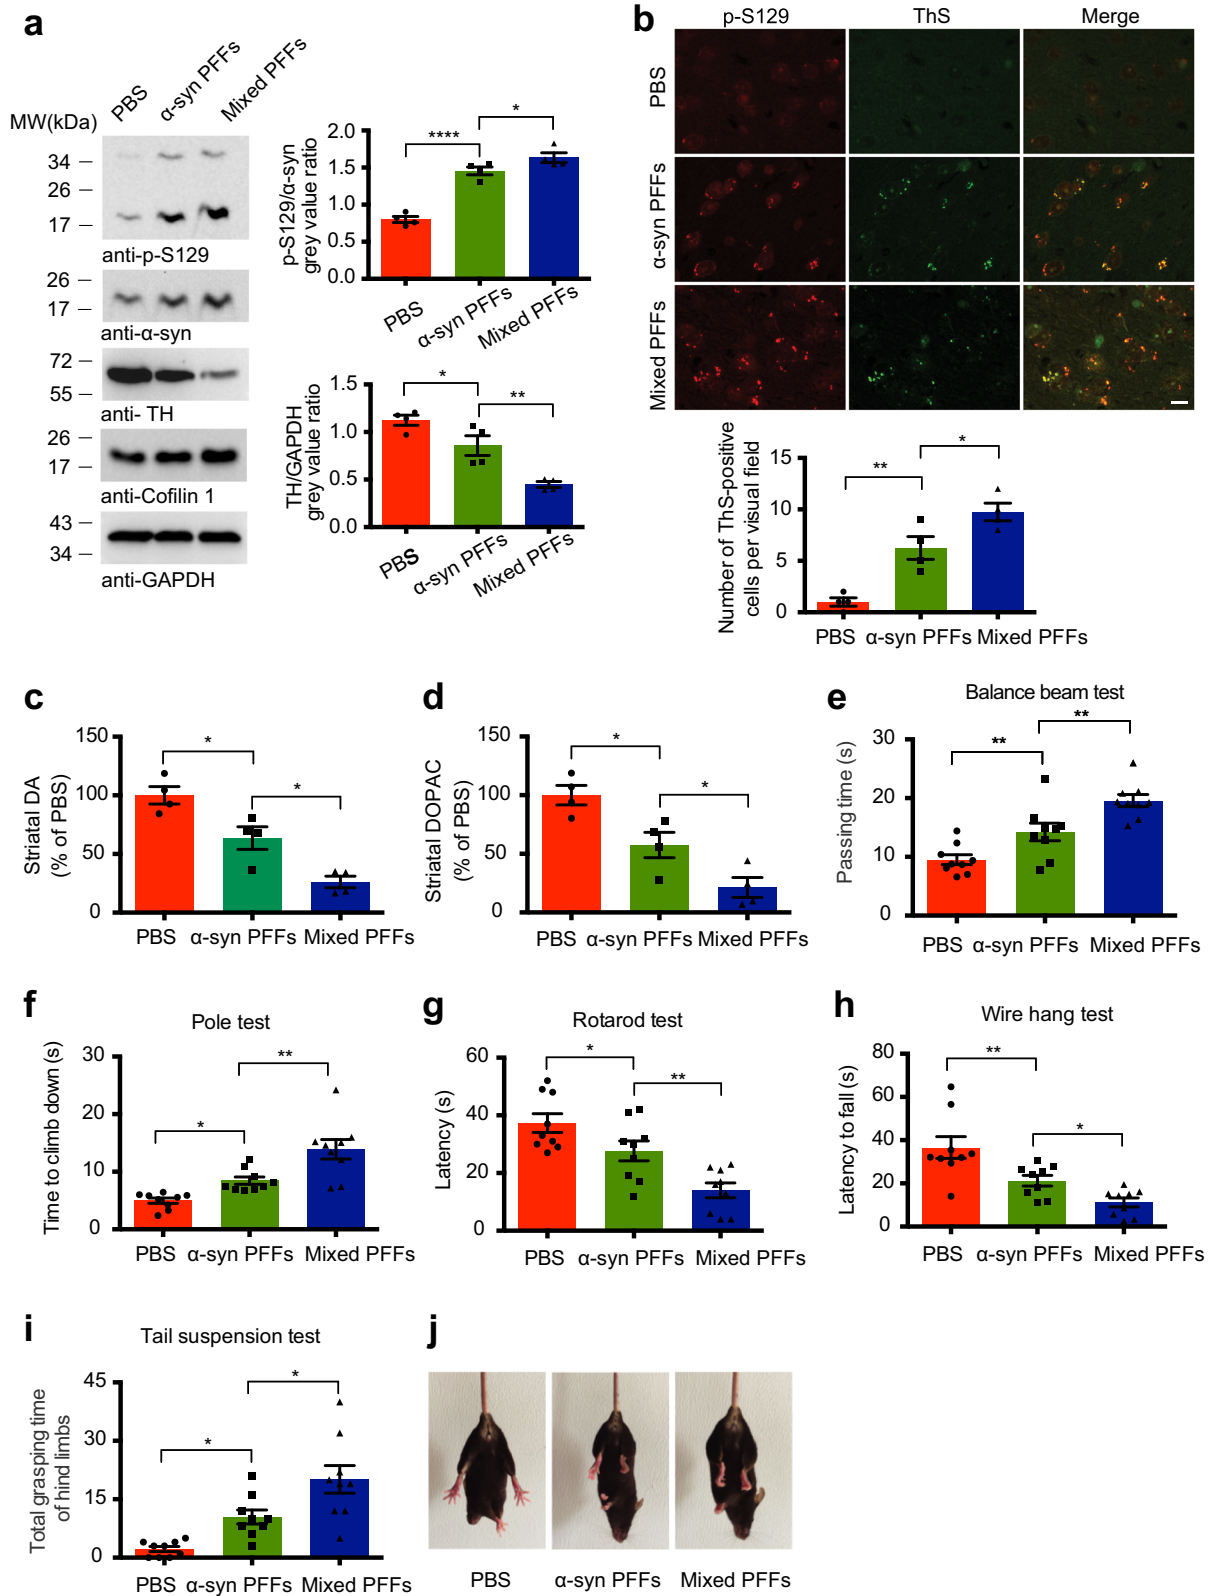 a
PBS
α-syn PFFs
Mixed PFFs
MW(kDa)
34
26
17
anti-p-S129
26
17
anti-α-syn
72
55
anti- TH
26
17
anti-Cofilin 1
43
34
anti-GAPDH
p-S129/α-syn
grey value ratio
2.0
1.5
1.0
0.5
0.0
****
*
PBS
α-syn PFFs
Mixed PFFs
TH/GAPDH
grey value ratio
1.5
1.0
0.5
0.0
*
**
PBS
α-syn PFFs
Mixed PFFs
b
p-S129 ThS Merge
PBS
α-syn PFFs
Mixed PFFs
Number of ThS-positive
cells per visual field
15
10
5
0
**
*
PBS α-syn PFFs Mixed PFFs
c
Striatal DA
(% of PBS)
150
100
50
0
*
*
PBS α-syn PFFs Mixed PFFs
d
Striatal DOPAC
(% of PBS)
150
100
50
0
*
*
PBS α-syn PFFs Mixed PFFs
e
Balance beam test
Passing time (s)
30
20
10
0
**
**
PBS α-syn PFFs Mixed PFFs
f
Pole test
Time to climb down (s)
30
20
10
0
*
**
PBS α-syn PFFs Mixed PFFs
g
Rotarod test
Latency (s)
60
40
20
0
*
**
PBS α-syn PFFs Mixed PFFs
h
Wire hang test
Latency to fall (s)
80
60
40
20
0
**
*
PBS α-syn PFFs Mixed PFFs
i
Tail suspension test
Total grasping time
of hind limbs
45
30
15
0
*
*
PBS α-syn PFFs Mixed PFFs
j
PBS α-syn PFFs Mixed PFFs